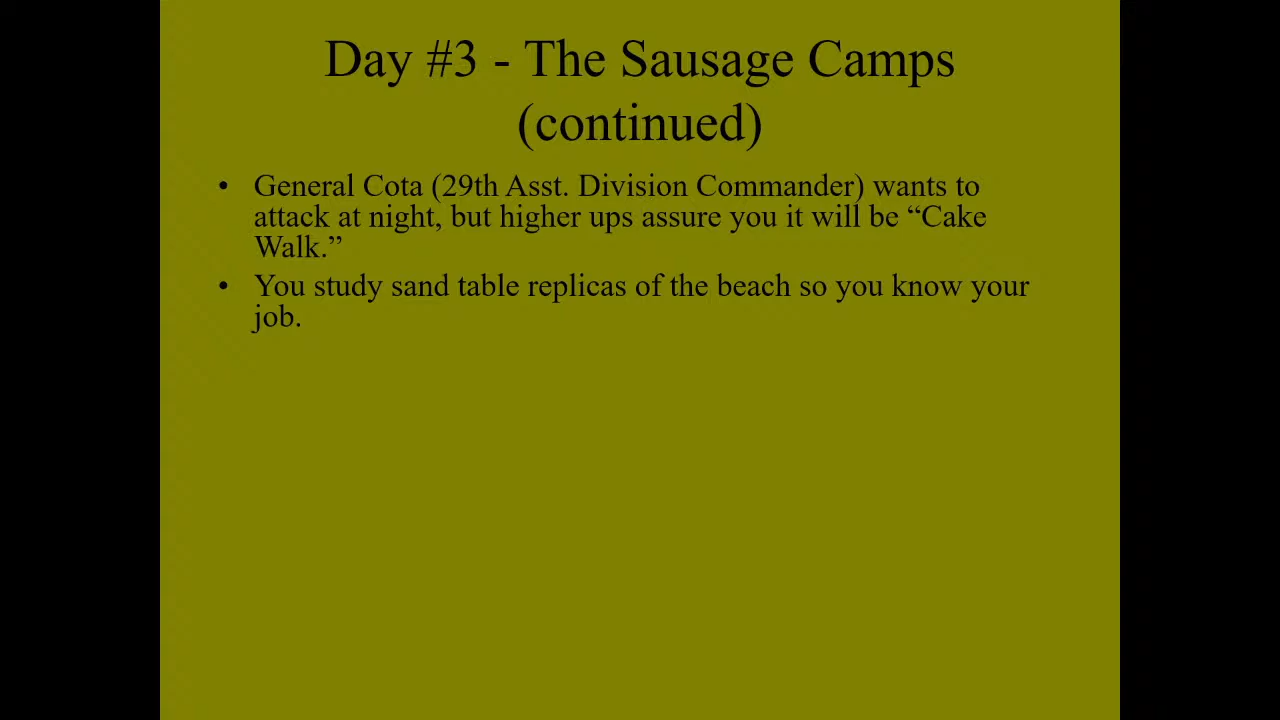 Day #3 - The Sausage Camps
(continued)
• General Cota (29th Asst. Division Commander) wants to
attack at night, but higher ups assure you it will be “Cake
Walk.”
• You study sand table replicas of the beach so you know your
job.